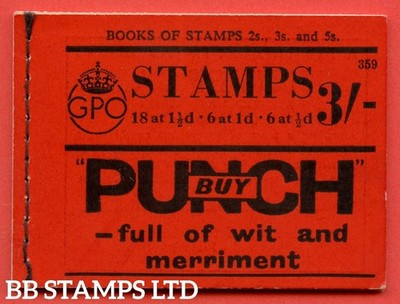 BOOKS OF STAMPS 2s., 3s. and 5s.
359
GPO
STAMPS 3/-
18 at 1½d · 6 at 1d · 6 at ½d
"PUNCH"
BUY
—full of wit and
merriment
BB STAMPS LTD